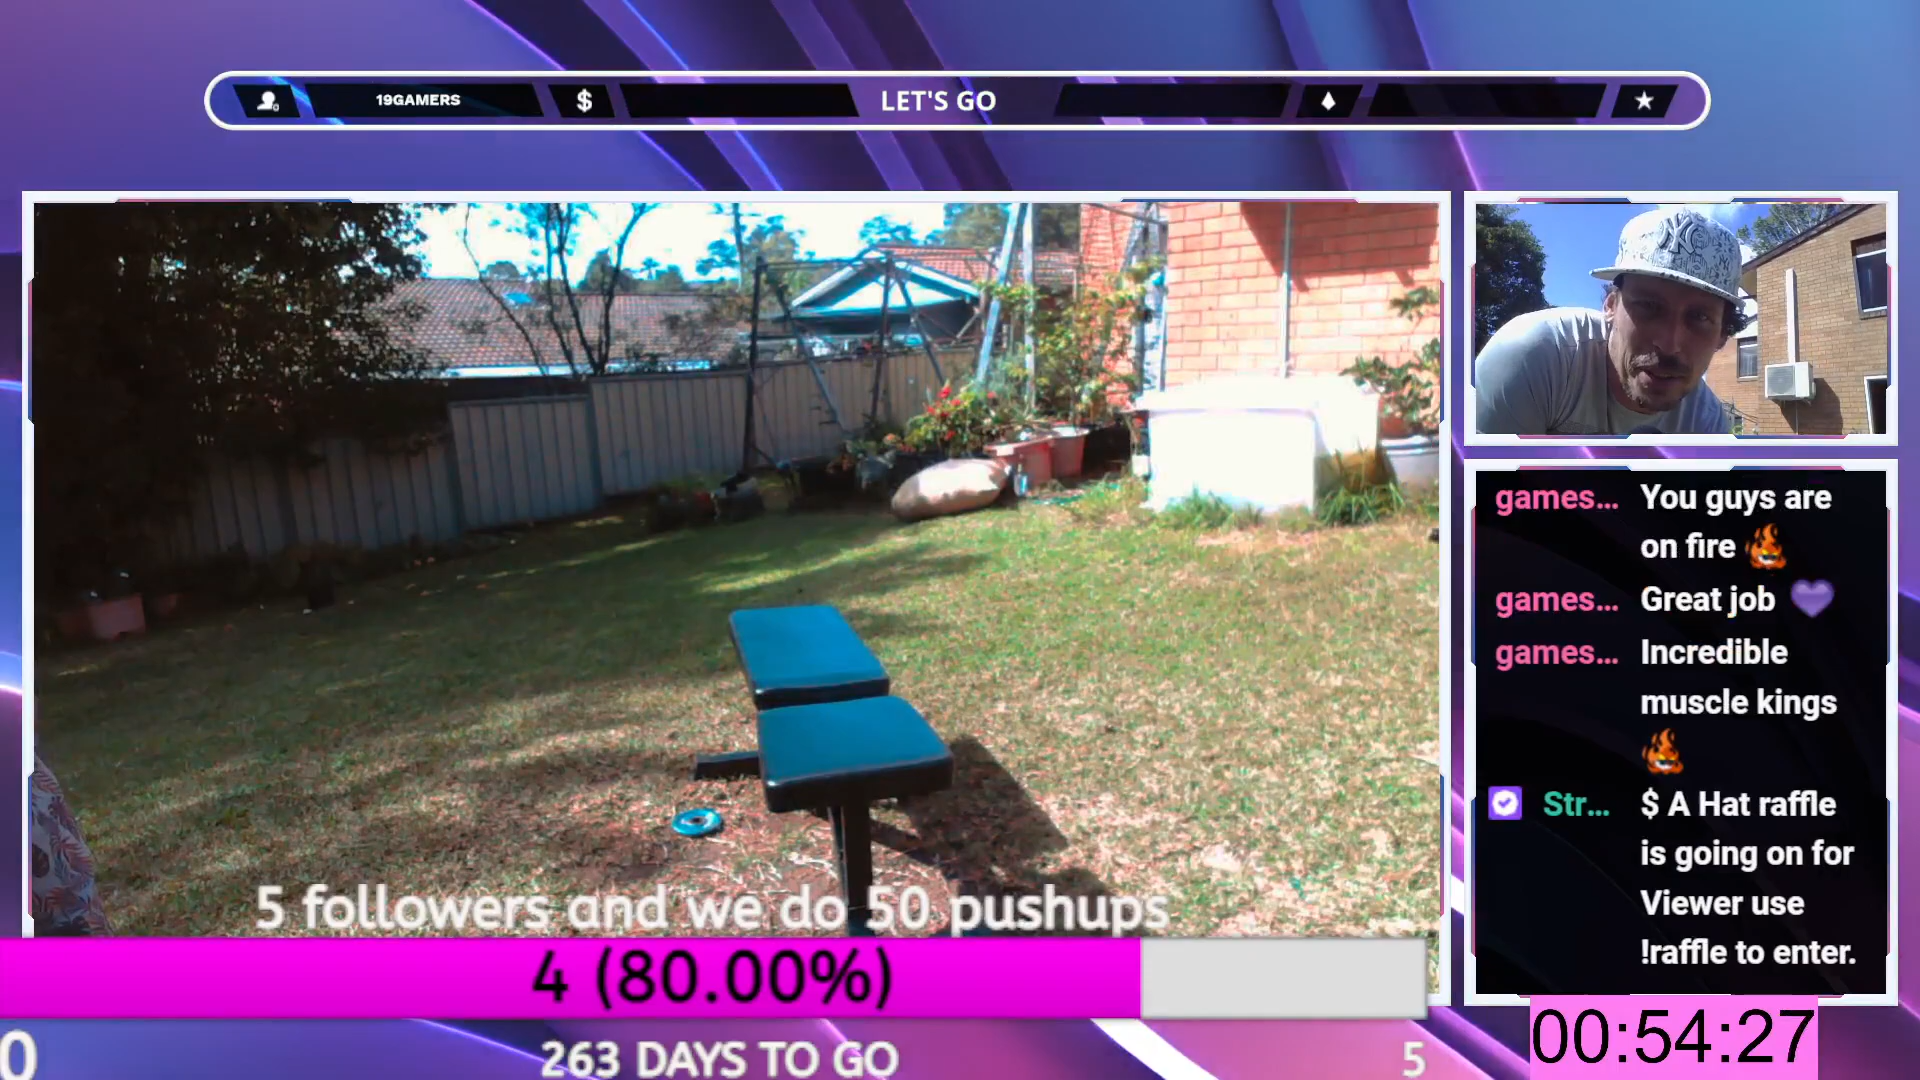 19GAMERS
$
LET'S GO
NY
games... You guys are
on fire
games... Great job
games... Incredible
muscle kings
Str... $ A Hat raffle
is going on for
Viewer use
!raffle to enter.
5 followers and we do 50 pushups
4 (80.00%)
0
263 DAYS TO GO
5
00:54:27